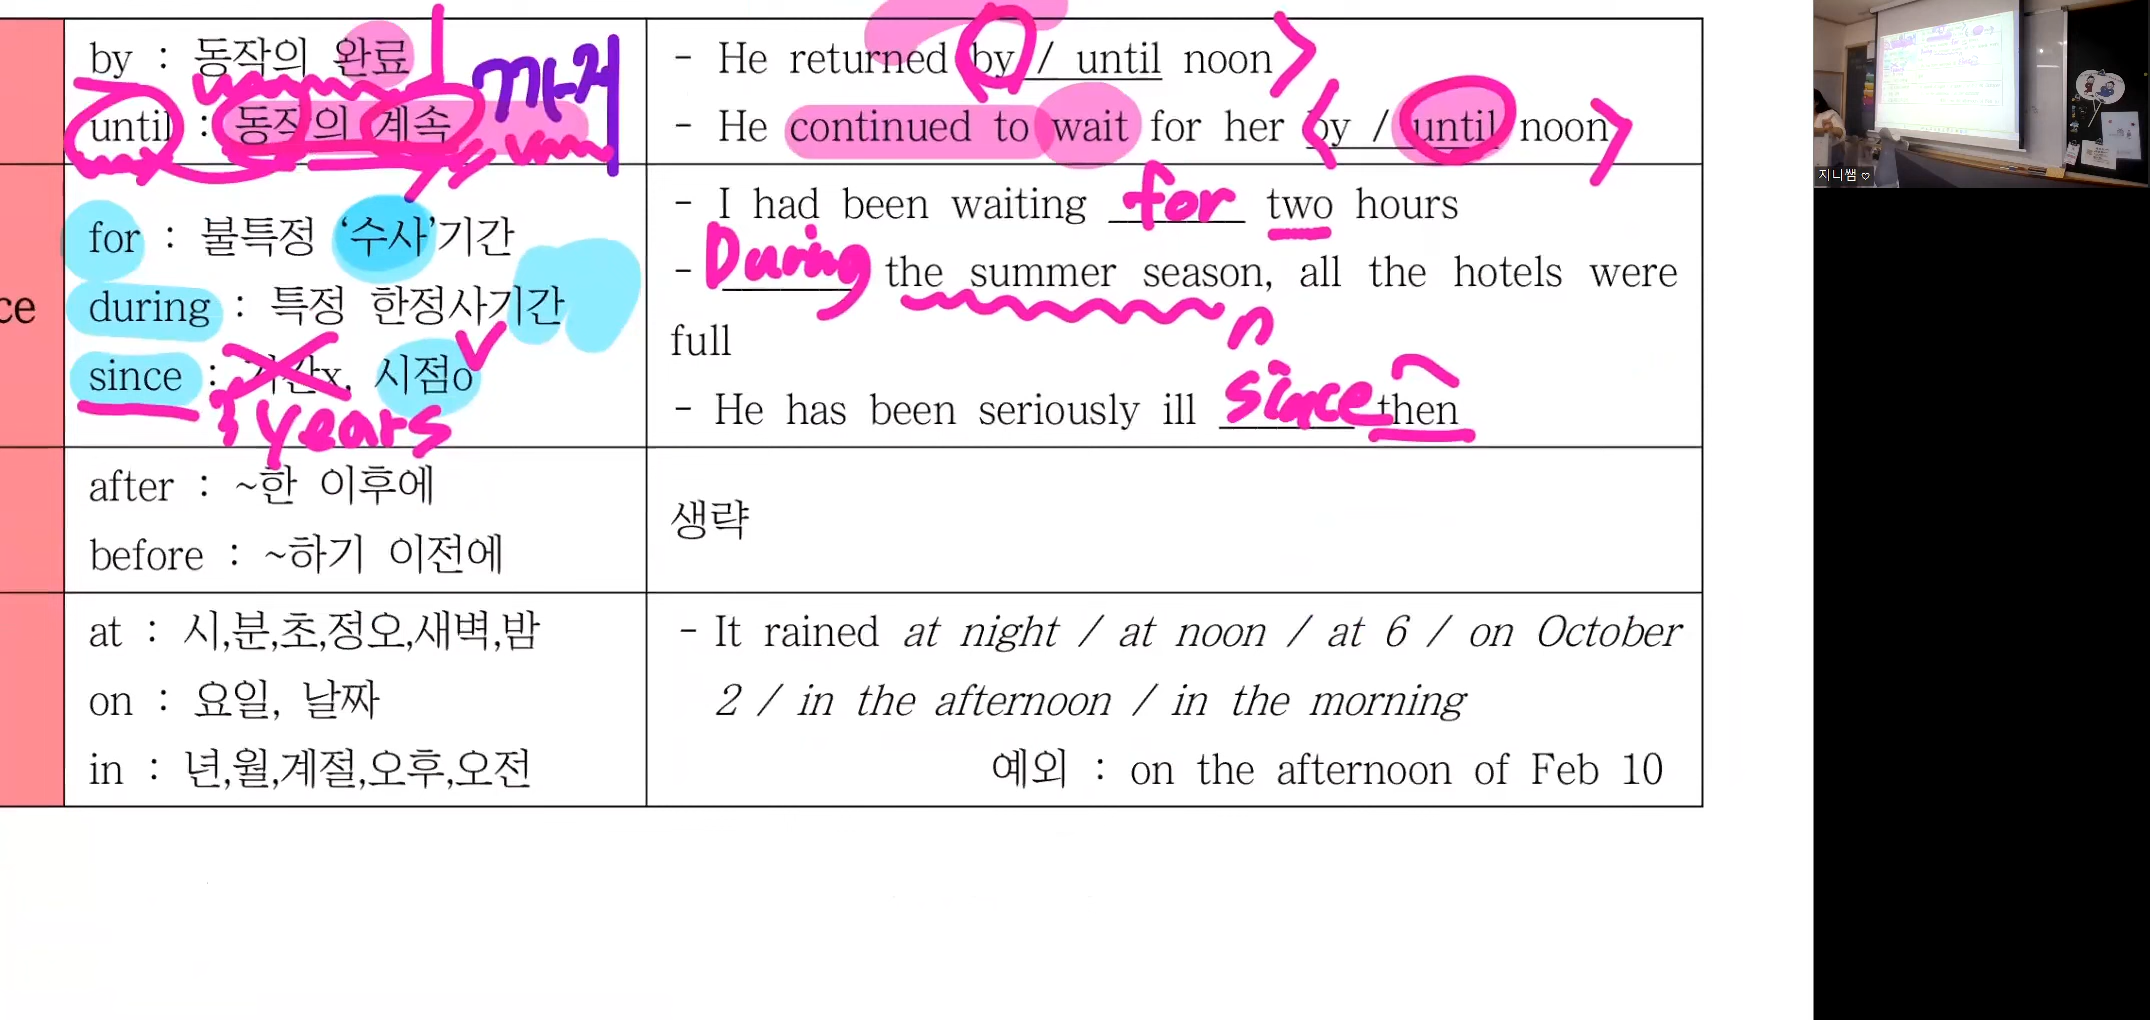 by : 동작의 완료
until : 동작의 계속
까지
- He returned by / until noon
- He continued to wait for her by / until noon
ce
for : 불특정 '수사'기간
during : 특정 한정사기간
since : 기간x, 시점o
3 years
- I had been waiting for two hours
- During the summer season, all the hotels were
full
- He has been seriously ill since then
after : ~한 이후에
before : ~하기 이전에
생략
at : 시,분,초,정오,새벽,밤
on : 요일, 날짜
in : 년,월,계절,오후,오전
- It rained at night / at noon / at 6 / on October
2 / in the afternoon / in the morning
예외 : on the afternoon of Feb 10
지니쌤 ♡